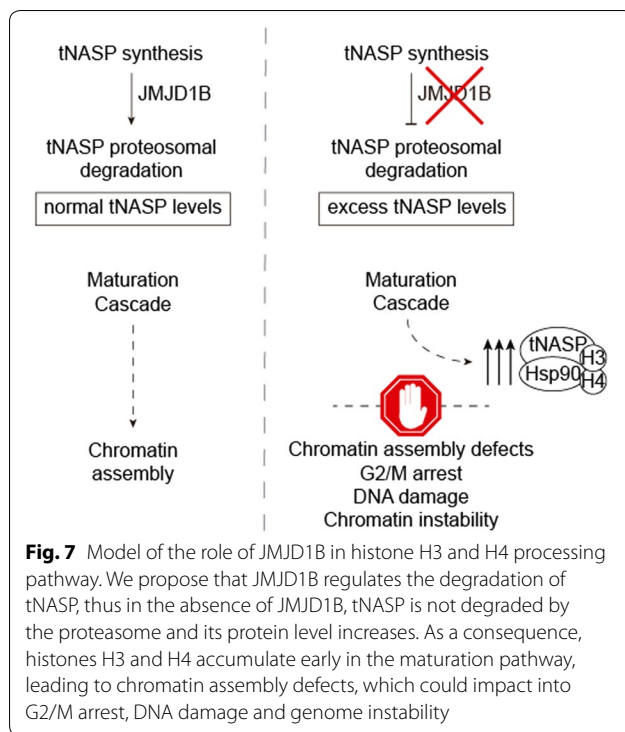 tNASP synthesis
JMJD1B
tNASP proteosomal
degradation
normal tNASP levels
Maturation
Cascade
Chromatin
assembly
tNASP synthesis
JMJD1B
tNASP proteosomal
degradation
excess tNASP levels
Maturation
Cascade
tNASP
H3
Hsp90
H4
Chromatin assembly defects
G2/M arrest
DNA damage
Chromatin instability
Fig. 7 Model of the role of JMJD1B in histone H3 and H4 processing
pathway. We propose that JMJD1B regulates the degradation of
tNASP, thus in the absence of JMJD1B, tNASP is not degraded by
the proteasome and its protein level increases. As a consequence,
histones H3 and H4 accumulate early in the maturation pathway,
leading to chromatin assembly defects, which could impact into
G2/M arrest, DNA damage and genome instability